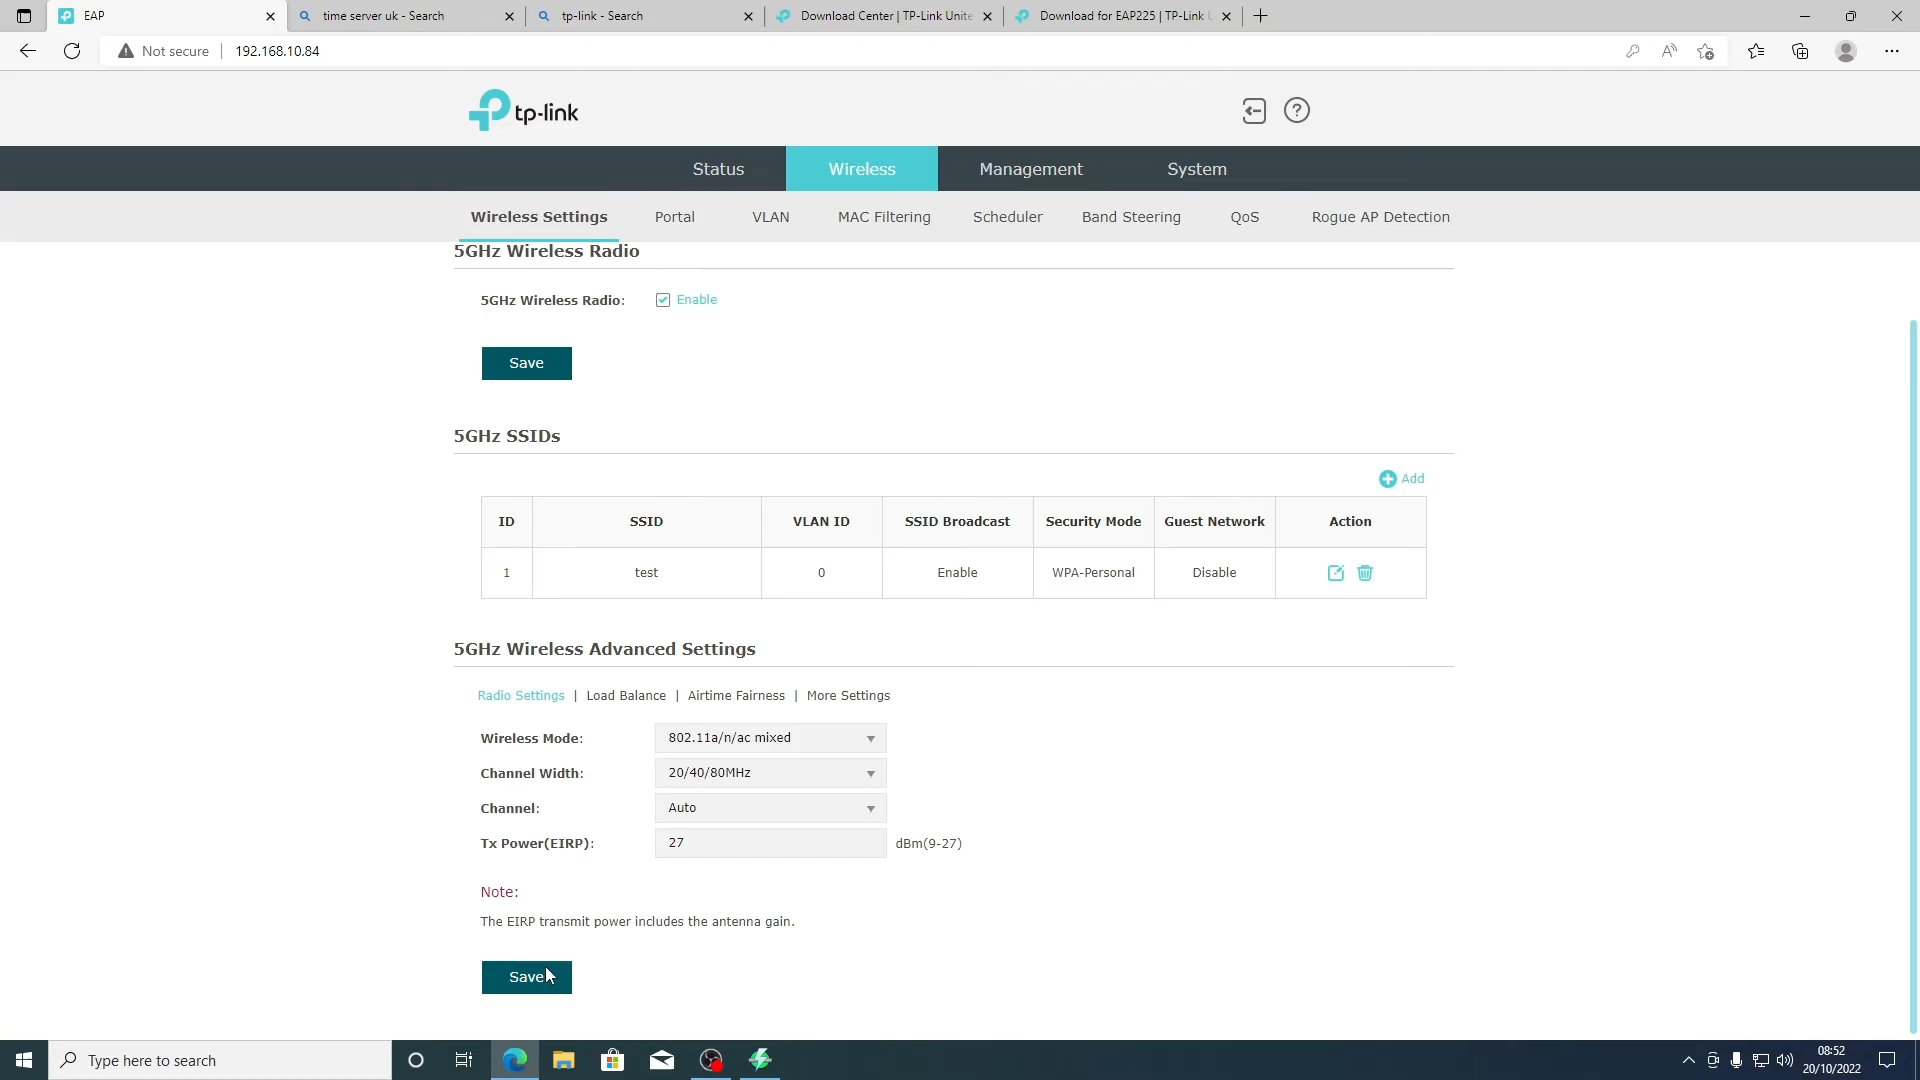 EAP
time server uk - Search
tp-link - Search
Download Center | TP-Link Unite
Download for EAP225 | TP-Link
Not secure
192.168.10.84
tp-link
Status
Wireless
Management
System
Wireless Settings
Portal
VLAN
MAC Filtering
Scheduler
Band Steering
QoS
Rogue AP Detection
5GHz Wireless Radio
5GHz Wireless Radio: Enable
Save
5GHz SSIDs
Add
ID SSID VLAN ID SSID Broadcast Security Mode Guest Network Action
1 test 0 Enable WPA-Personal Disable
5GHz Wireless Advanced Settings
Radio Settings | Load Balance | Airtime Fairness | More Settings
Wireless Mode: 802.11a/n/ac mixed
Channel Width: 20/40/80MHz
Channel: Auto
Tx Power(EIRP): 27 dBm(9-27)
Note:
The EIRP transmit power includes the antenna gain.
Save
Type here to search
08:52
20/10/2022